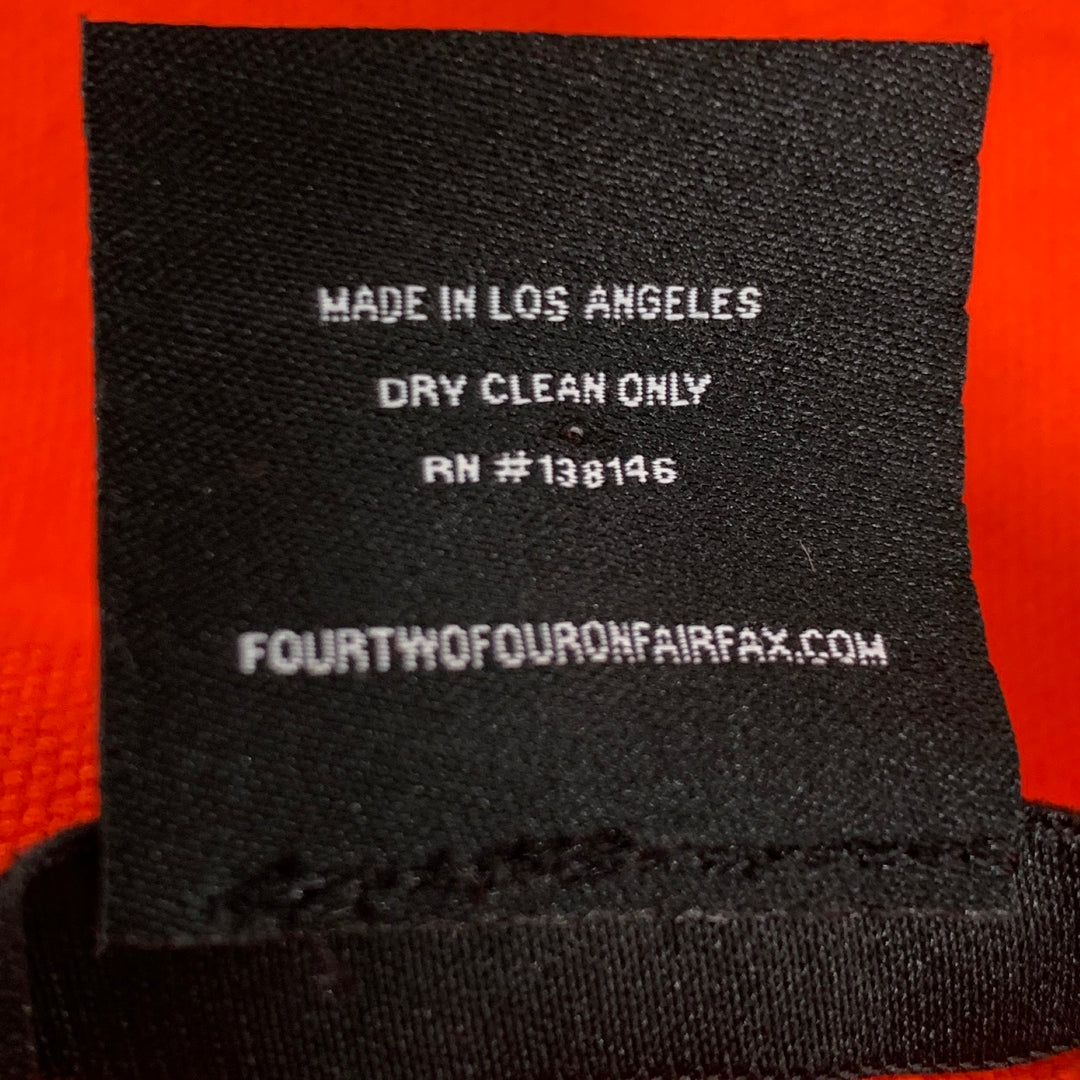 MADE IN LOS ANGELES
DRY CLEAN ONLY
RN #138146
FOURTWOFOURONFAIRFAX.COM